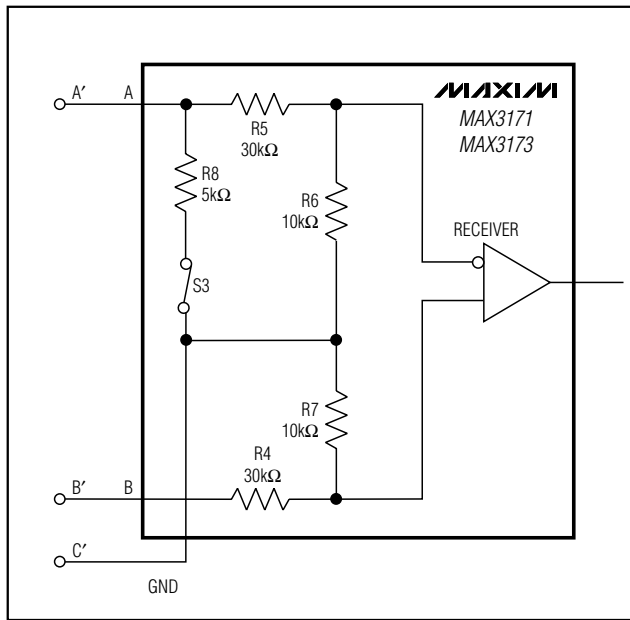 A′
A
R5
30kΩ
MAXIM
MAX3171
MAX3173
R8
5kΩ
R6
10kΩ
RECEIVER
S3
R7
10kΩ
R4
30kΩ
B′
B
C′
GND